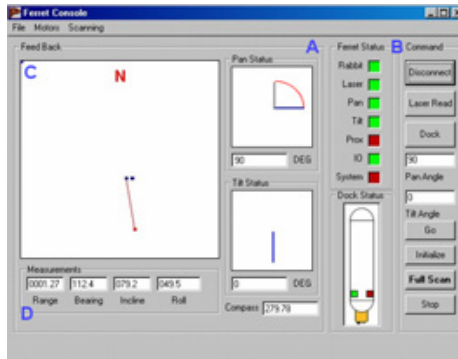 Ferret Console
File Motors Scanning
Feed Back
A
C
N
Pan Status
90 DEG
Tilt Status
0 DEG
Measurements
0001.27 112.4 079.2 049.5
Range Bearing Incline Roll
D
Compass 279.78
Ferret Status
B
Rabbit
Laser
Pan
Tilt
Prox
IO
System
Dock Status
Command
Disconnect
Laser Read
Dock
90
Pan Angle
0
Tilt Angle
Go
Initialize
Full Scan
Stop